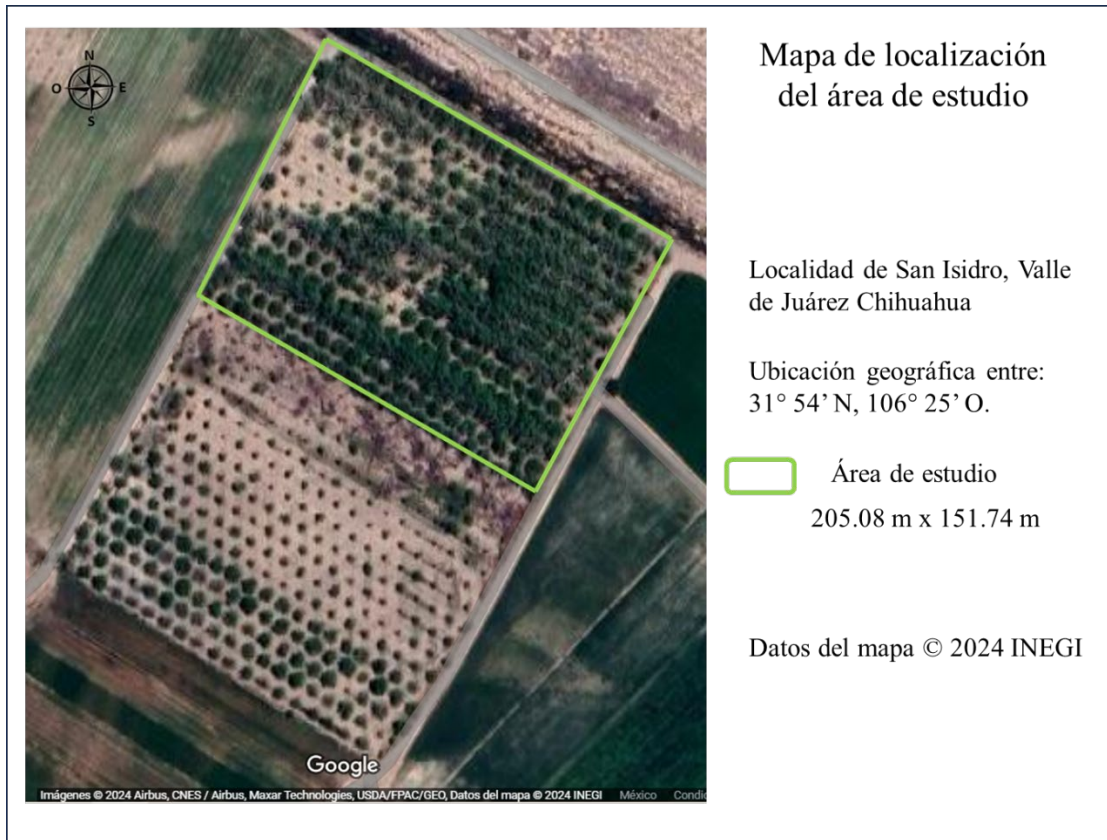 N
O
E
S
Google
Imágenes © 2024 Airbus, CNES / Airbus, Maxar Technologies, USDA/FPAC/GEO, Datos del mapa © 2024 INEGI México Condic
Mapa de localización
del área de estudio
Localidad de San Isidro, Valle
de Juárez Chihuahua
Ubicación geográfica entre:
31° 54’ N, 106° 25’ O.
Área de estudio
205.08 m x 151.74 m
Datos del mapa © 2024 INEGI